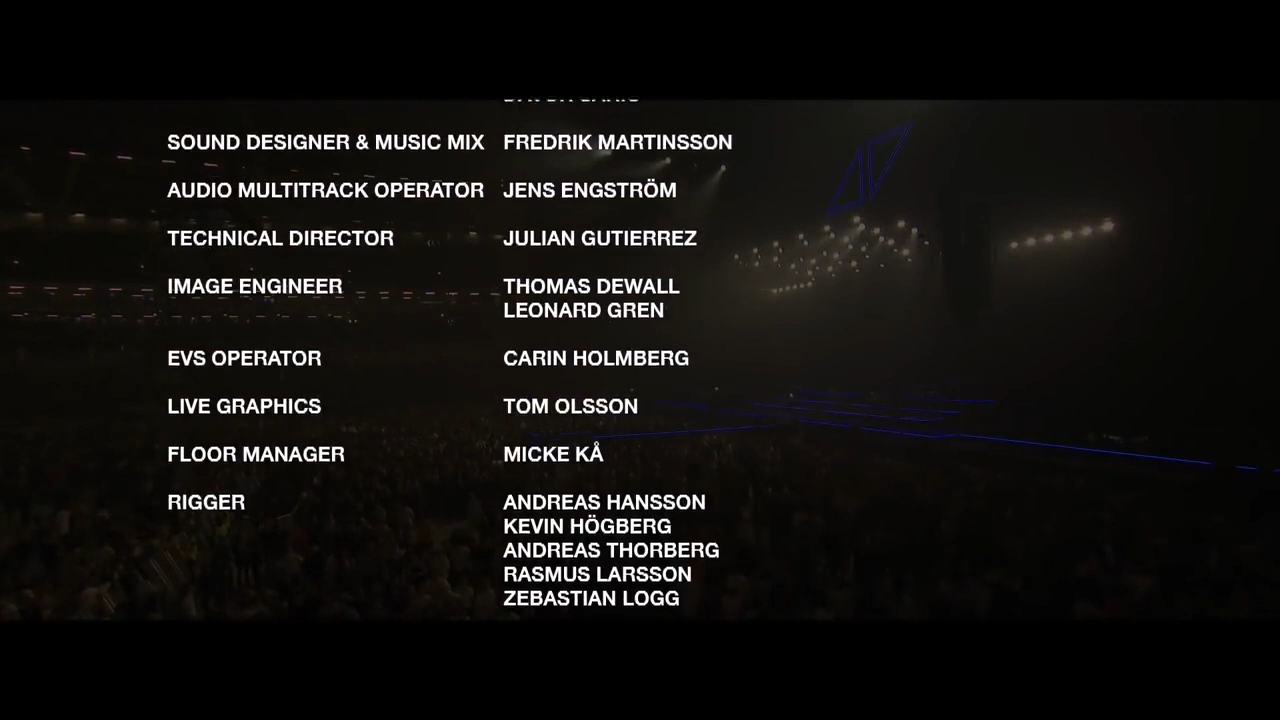 SOUND DESIGNER & MUSIC MIX FREDRIK MARTINSSON
AUDIO MULTITRACK OPERATOR JENS ENGSTRÖM
TECHNICAL DIRECTOR JULIAN GUTIERREZ
IMAGE ENGINEER THOMAS DEWALL
LEONARD GREN
EVS OPERATOR CARIN HOLMBERG
LIVE GRAPHICS TOM OLSSON
FLOOR MANAGER MICKE KÅ
RIGGER ANDREAS HANSSON
KEVIN HÖGBERG
ANDREAS THORBERG
RASMUS LARSSON
ZEBASTIAN LOGG